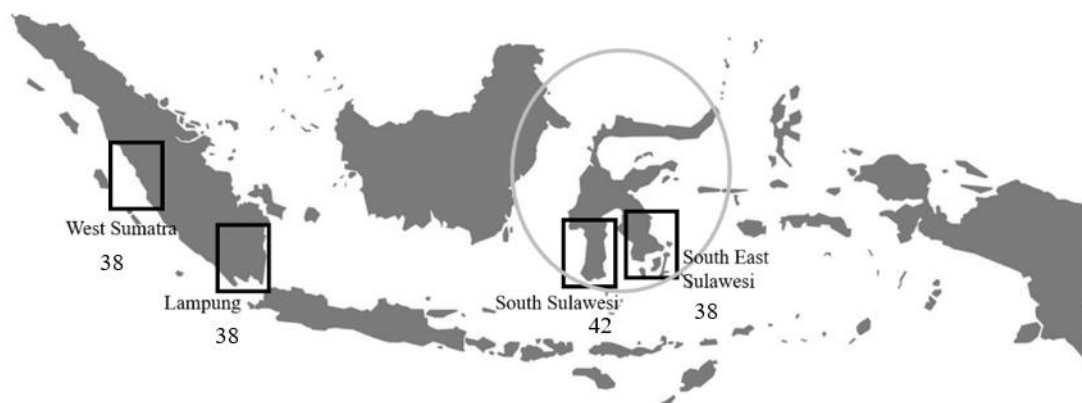 West Sumatra
38
Lampung
38
South Sulawesi
42
South East
Sulawesi
38